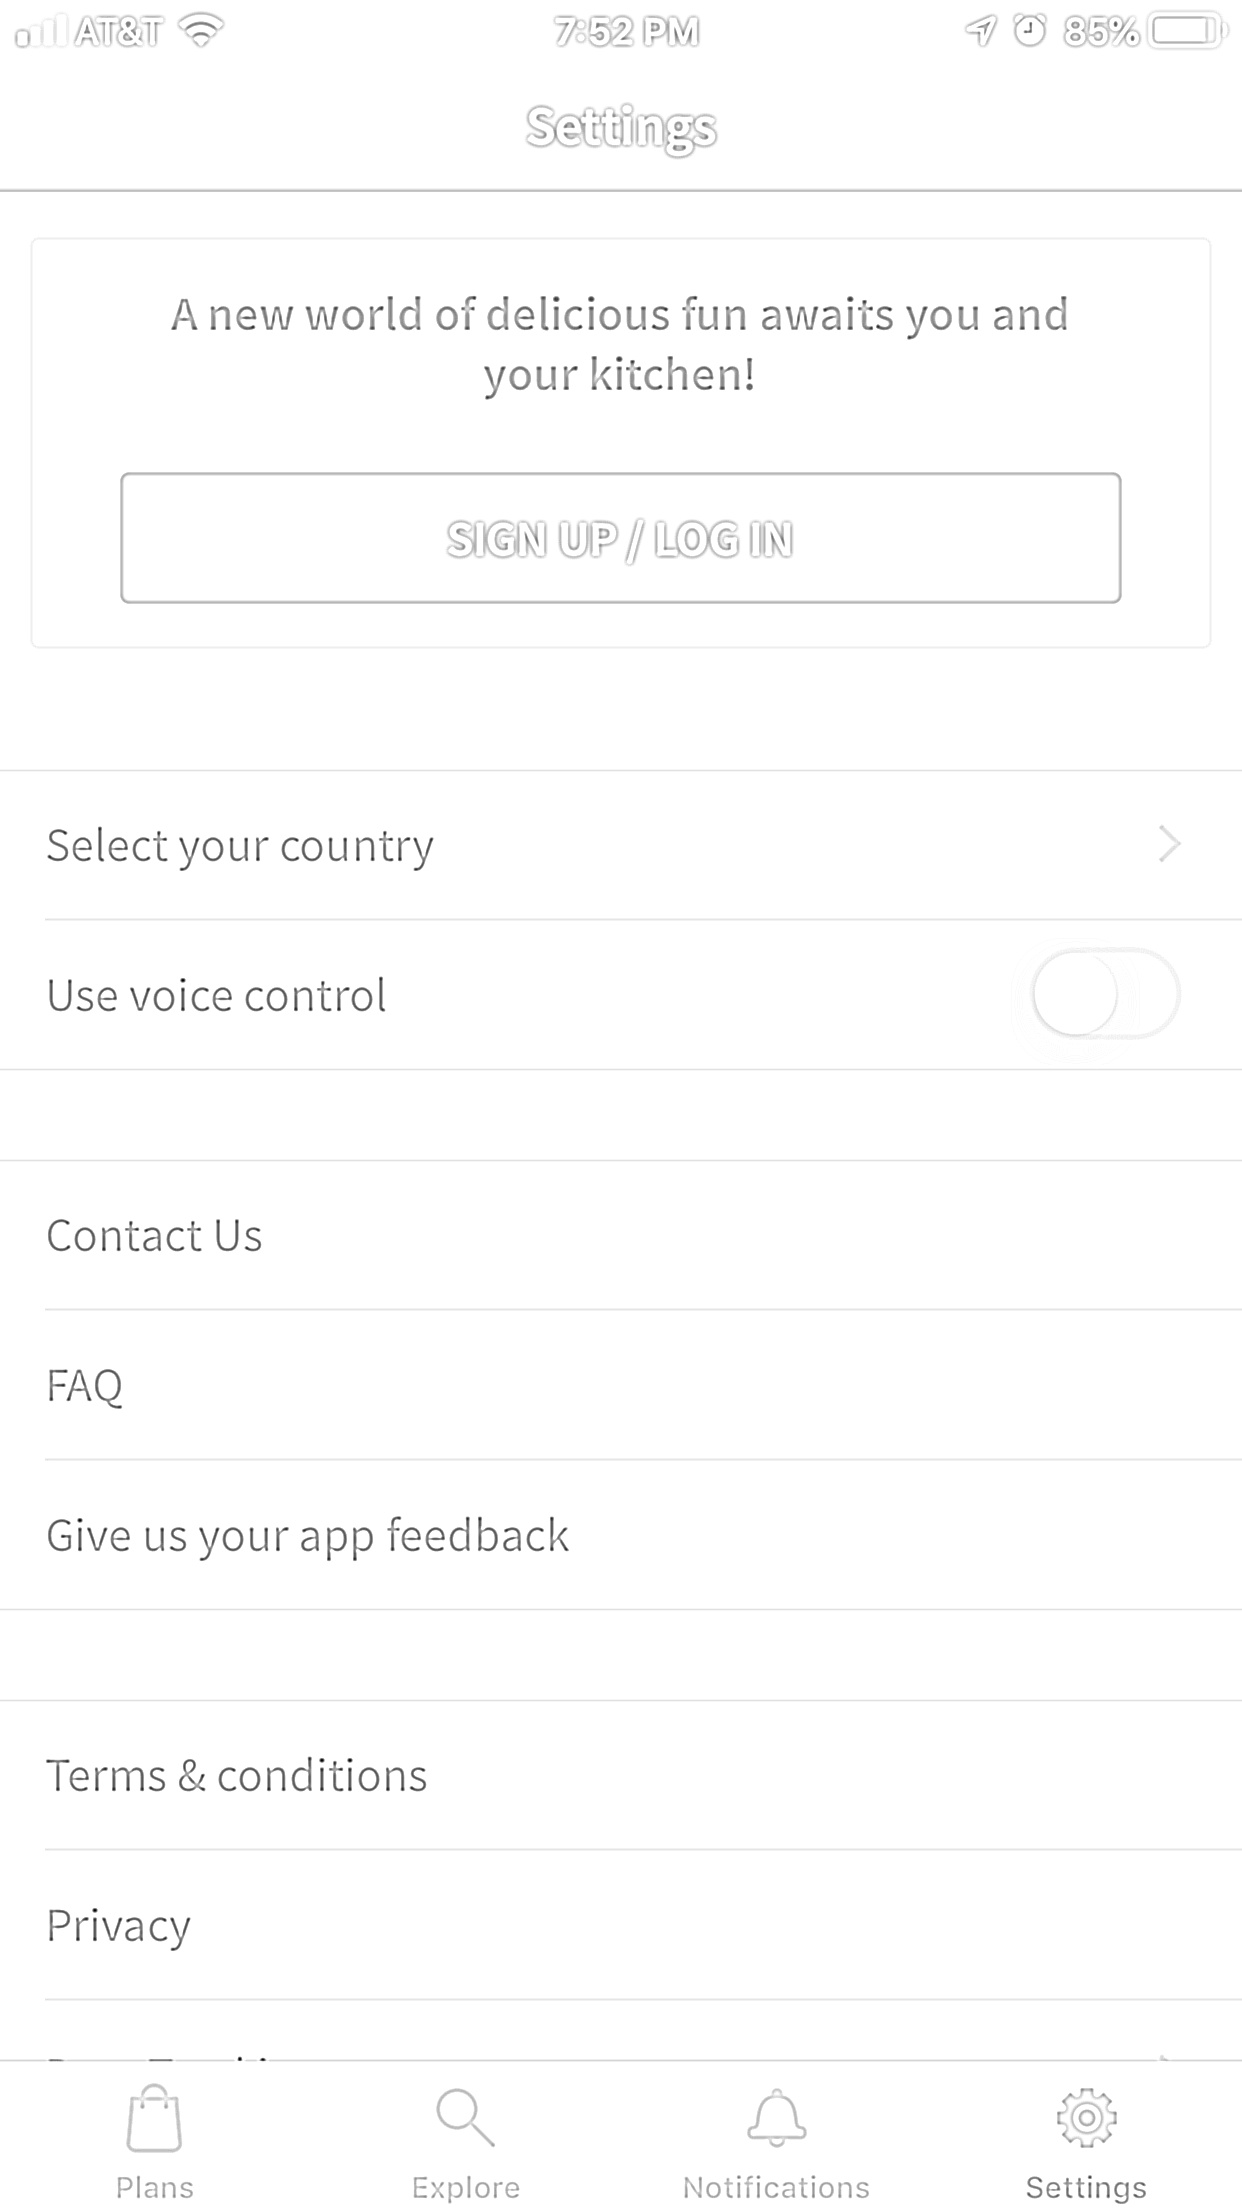 AT&T 7:52 PM 85%
Settings
A new world of delicious fun awaits you and
your kitchen!
SIGN UP / LOG IN
Select your country
Use voice control
Contact Us
FAQ
Give us your app feedback
Terms & conditions
Privacy
Plans Explore Notifications Settings